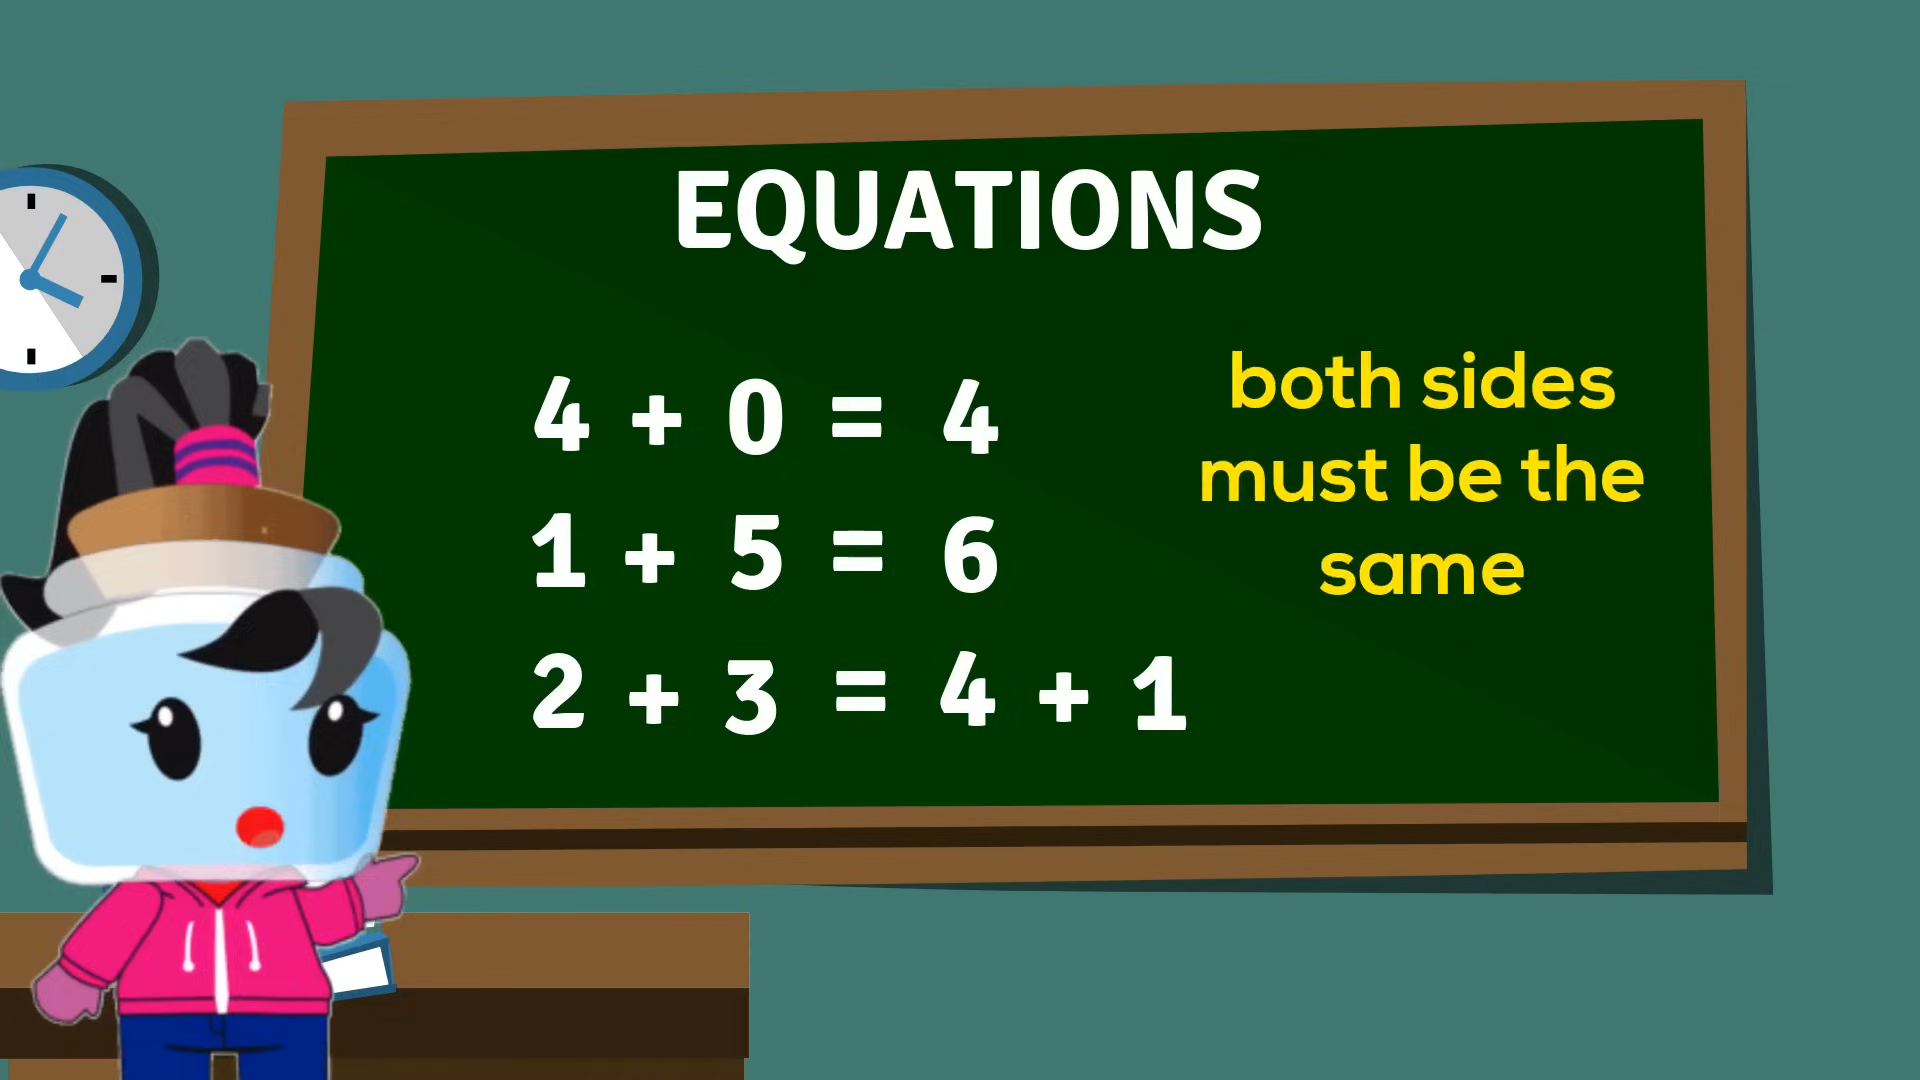 EQUATIONS
4 + 0 = 4
1 + 5 = 6
2 + 3 = 4 + 1
both sides
must be the
same